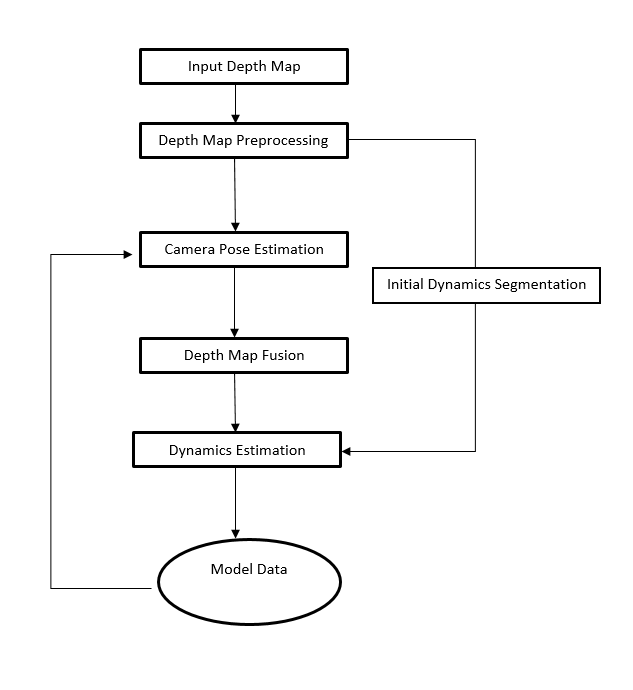 Input Depth Map
Depth Map Preprocessing
Camera Pose Estimation
Initial Dynamics Segmentation
Depth Map Fusion
Dynamics Estimation
Model Data